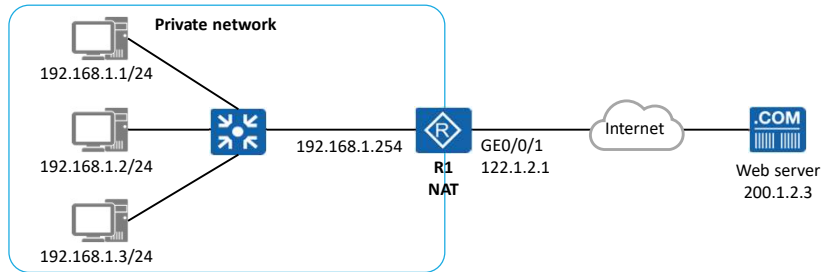 Private network
192.168.1.1/24
192.168.1.2/24
192.168.1.3/24
192.168.1.254
R
R1
NAT
GE0/0/1
122.1.2.1
Internet
.COM
Web server
200.1.2.3